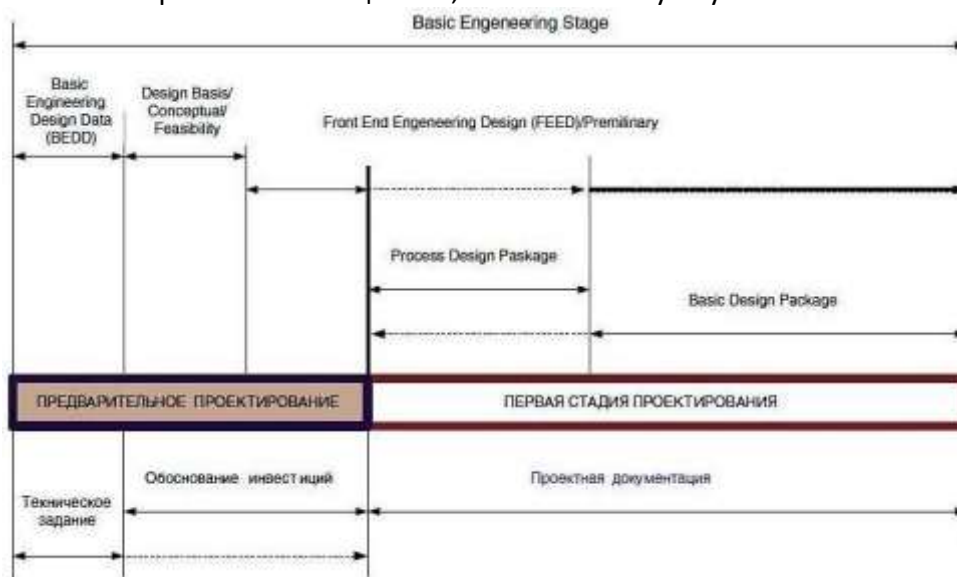 Basic Engeneering Stage
Basic
Engineering
Design Data
(BEDD)
Design Basis/
Conceptual/
Feasibility
Front End Engeneering Design (FEED)/Premilinary
Process Design Paskage
Basic Design Package
ПРЕДВАРИТЕЛЬНОЕ ПРОЕКТИРОВАНИЕ
ПЕРВАЯ СТАДИЯ ПРОЕКТИРОВАНИЯ
Обоснование инвестиций
Проектная документация
Техническое
задание